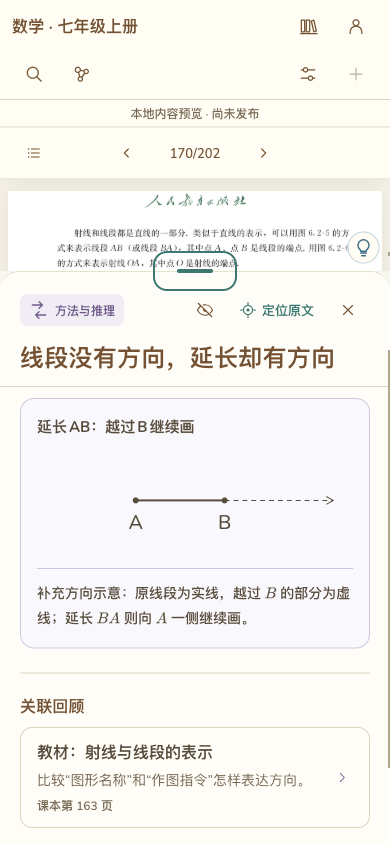 数学 · 七年级上册
本地内容预览 · 尚未发布
170/202
人民教育出版社
射线和线段都是直线的一部分. 类似于直线的表示, 可以用图 6.2-5 的方
式来表示线段 AB (或线段 BA), 其中点 A、点 B 是线段的端点. 用图 6.2-6
的方式来表示射线 OA, 其中点 O 是射线的端点.
方法与推理
定位原文
线段没有方向，延长却有方向
延长 AB：越过 B 继续画
A B
补充方向示意：原线段为实线，越过 B 的部分为虚
线；延长 BA 则向 A 一侧继续画。
关联回顾
教材：射线与线段的表示
比较“图形名称”和“作图指令”怎样表达方向。
课本第 163 页